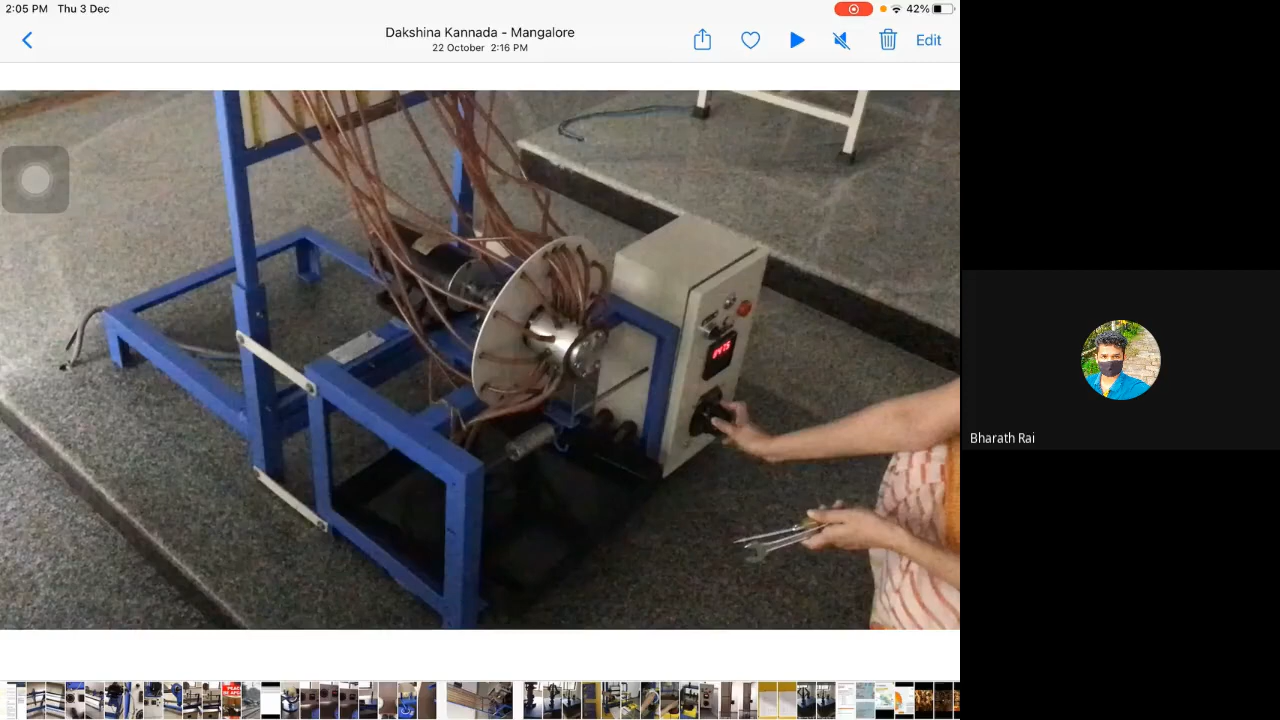 2:05 PM Thu 3 Dec
42%
Dakshina Kannada - Mangalore
22 October 2:16 PM
Edit
Bharath Rai